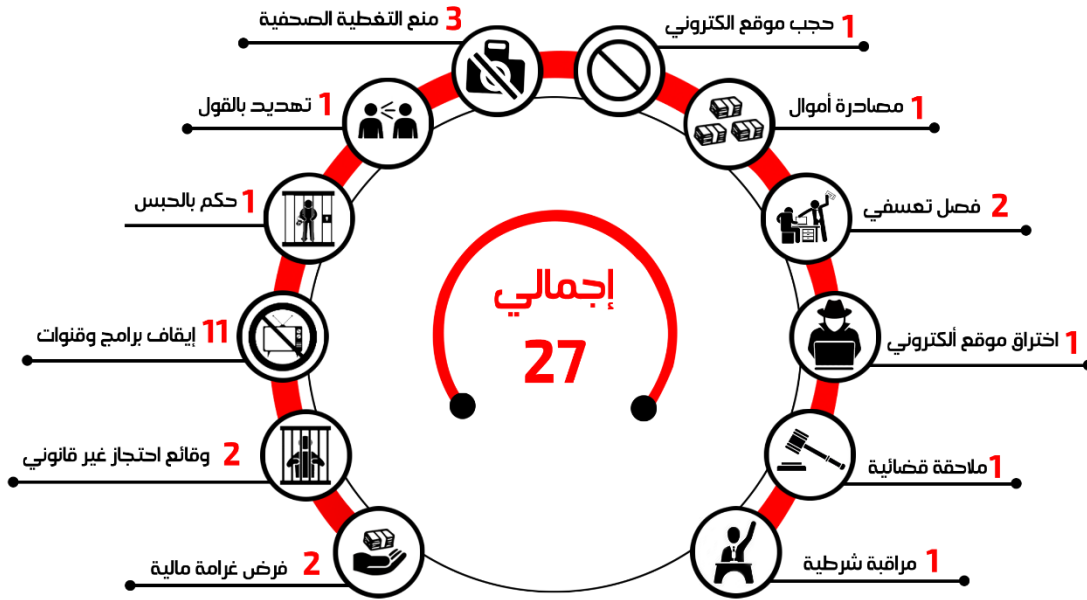 3 منع التغطية الصحفية
1 حجب موقع الكتروني
1 تهديد بالقول
1 مصادرة أموال
1 حكم بالحبس
2 فصل تعسفي
إجمالي
27
11 إيقاف برامج وقنوات
1 اختراق موقع ألكتروني
2 وقائع احتجاز غير قانوني
1 ملاحقة قضائية
2 فرض غرامة مالية
1 مراقبة شرطية